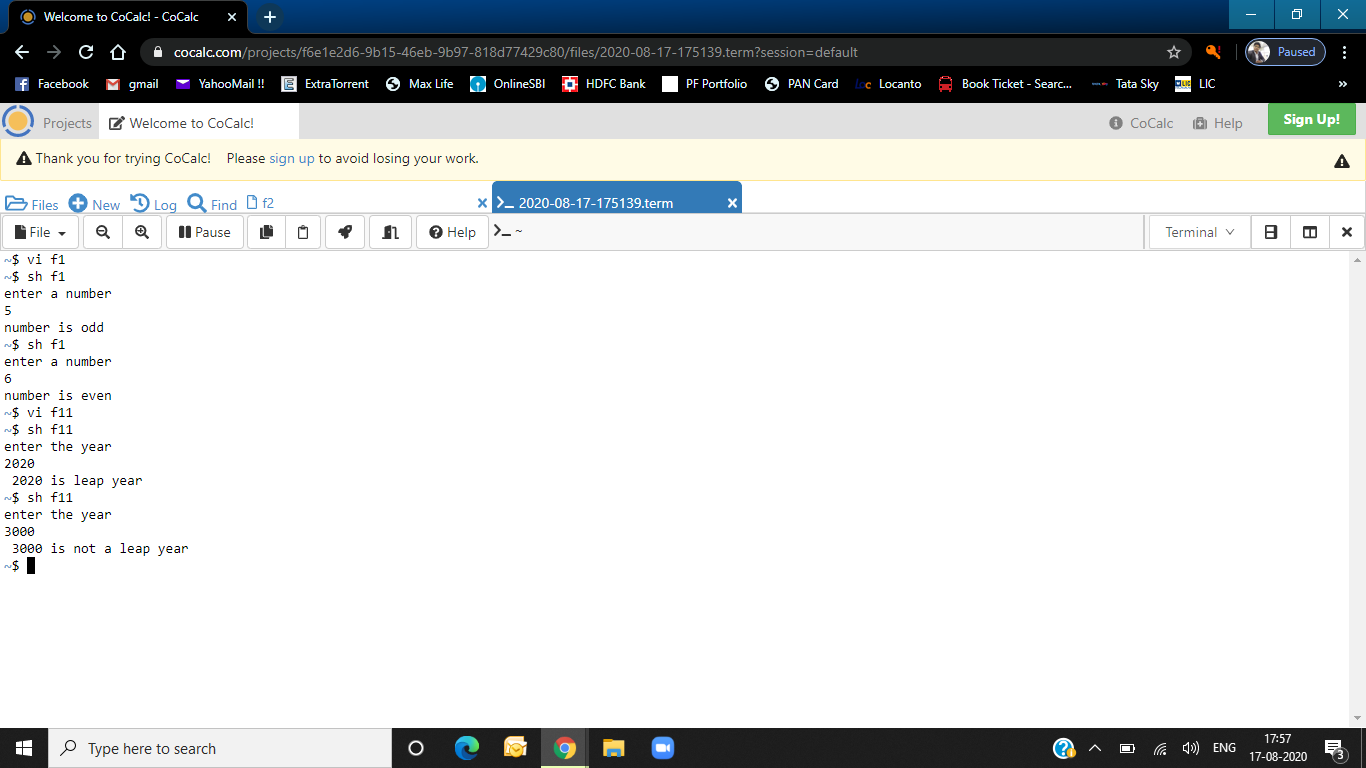 Welcome to CoCalc! - CoCalc
cocalc.com/projects/f6e1e2d6-9b15-46eb-9b97-818d77429c80/files/2020-08-17-175139.term?session=default
Paused
Facebook gmail YahooMail !! ExtraTorrent Max Life OnlineSBI HDFC Bank PF Portfolio PAN Card Locanto Book Ticket - Searc... Tata Sky LIC »
Projects Welcome to CoCalc! CoCalc Help Sign Up!
Thank you for trying CoCalc! Please sign up to avoid losing your work.
Files New Log Find f2 2020-08-17-175139.term
File Pause Help ~ Terminal
~$ vi f1
~$ sh f1
enter a number
5
number is odd
~$ sh f1
enter a number
6
number is even
~$ vi f11
~$ sh f11
enter the year
2020
 2020 is leap year
~$ sh f11
enter the year
3000
 3000 is not a leap year
~$
Type here to search
ENG
17:57
17-08-2020
3